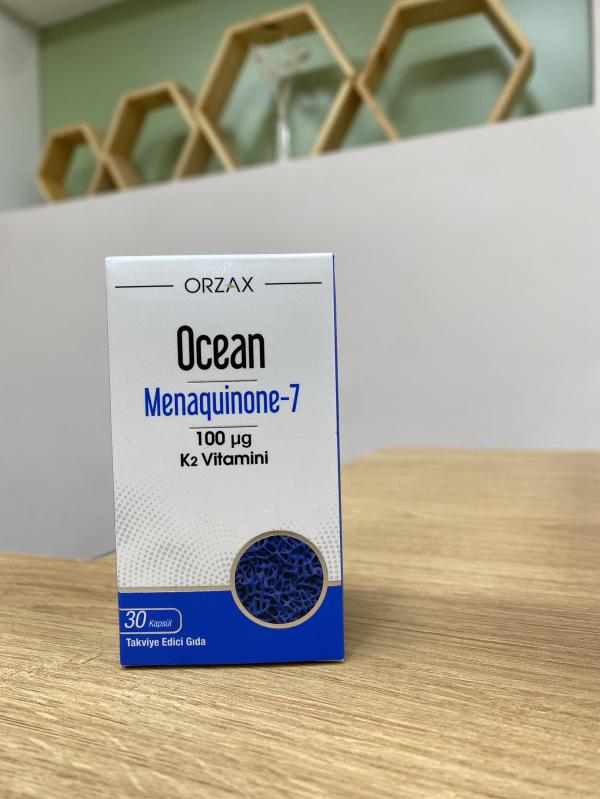 ORZAX
Ocean
Menaquinone-7
100 µg
K2 Vitamini
30 Kapsül
Takviye Edici Gıda